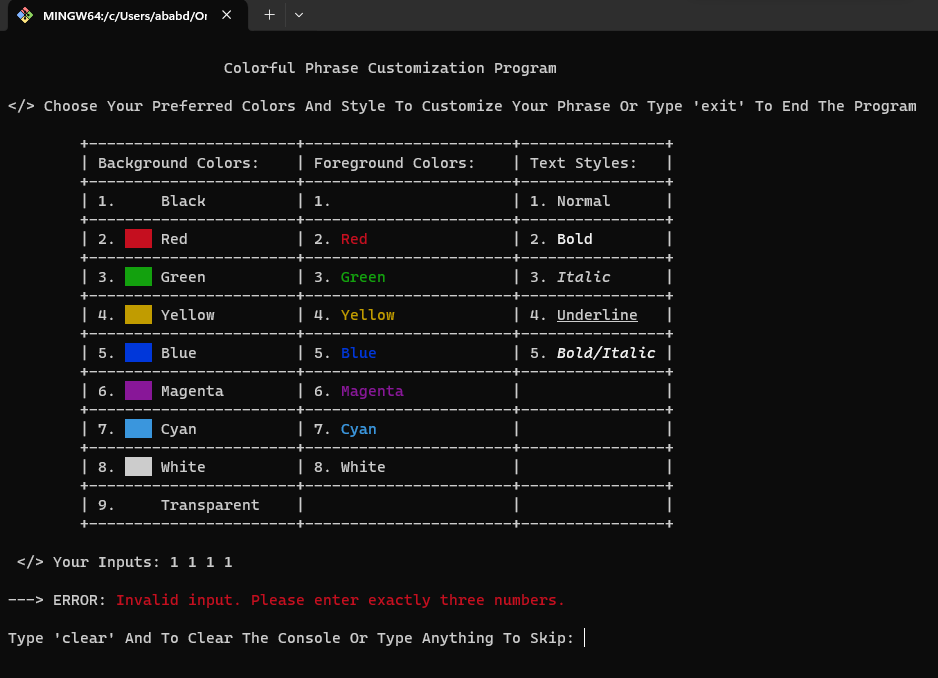 MINGW64:/c/Users/ababd/Or
Colorful Phrase Customization Program
</> Choose Your Preferred Colors And Style To Customize Your Phrase Or Type 'exit' To End The Program
+-----------------------+-----------------------+----------------+
| Background Colors: | Foreground Colors: | Text Styles: |
+-----------------------+-----------------------+----------------+
| 1. Black | 1. | 1. Normal |
+-----------------------+-----------------------+----------------+
| 2. Red | 2. Red | 2. Bold |
+-----------------------+-----------------------+----------------+
| 3. Green | 3. Green | 3. Italic |
+-----------------------+-----------------------+----------------+
| 4. Yellow | 4. Yellow | 4. Underline |
+-----------------------+-----------------------+----------------+
| 5. Blue | 5. Blue | 5. Bold/Italic |
+-----------------------+-----------------------+----------------+
| 6. Magenta | 6. Magenta | |
+-----------------------+-----------------------+----------------+
| 7. Cyan | 7. Cyan | |
+-----------------------+-----------------------+----------------+
| 8. White | 8. White | |
+-----------------------+-----------------------+----------------+
| 9. Transparent | | |
+-----------------------+-----------------------+----------------+
</> Your Inputs: 1 1 1 1
---> ERROR: Invalid input. Please enter exactly three numbers.
Type 'clear' And To Clear The Console Or Type Anything To Skip: